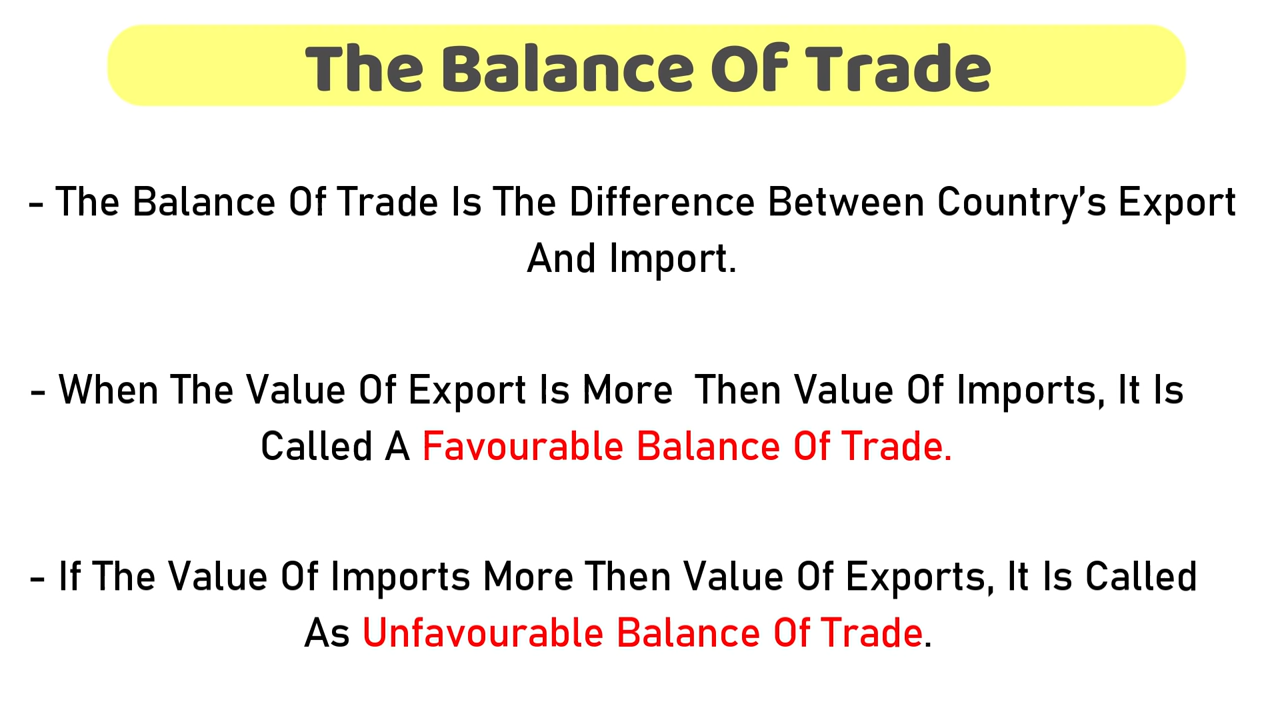 The Balance Of Trade
- The Balance Of Trade Is The Difference Between Country's Export
And Import.
- When The Value Of Export Is More  Then Value Of Imports, It Is
Called A Favourable Balance Of Trade.
- If The Value Of Imports More Then Value Of Exports, It Is Called
As Unfavourable Balance Of Trade.